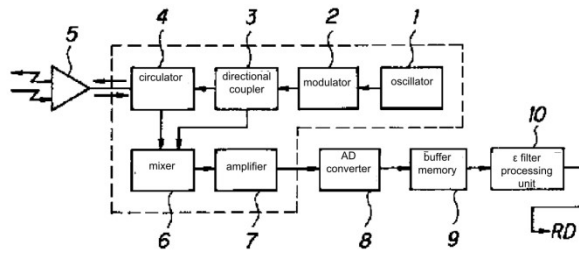 5
4
3
2
1
circulator
directional
coupler
modulator
oscillator
10
mixer
amplifier
AD
converter
buffer
memory
ε filter
processing
unit
6
7
8
9
RD